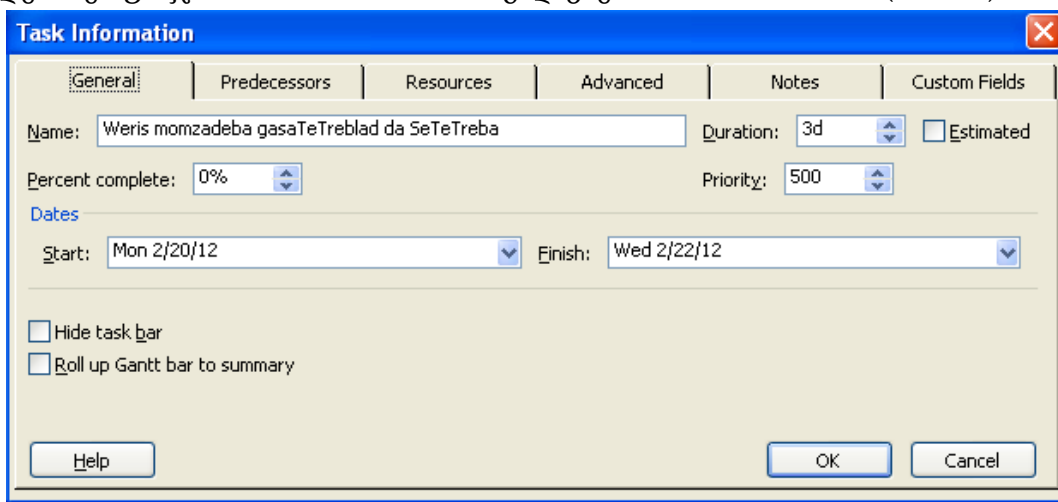 Task Information
General Predecessors Resources Advanced Notes Custom Fields
Name: Weris momzadeba gasaTeTreblad da SeTeTreba Duration: 3d Estimated
Percent complete: 0% Priority: 500
Dates
Start: Mon 2/20/12 Finish: Wed 2/22/12
Hide task bar
Roll up Gantt bar to summary
Help OK Cancel